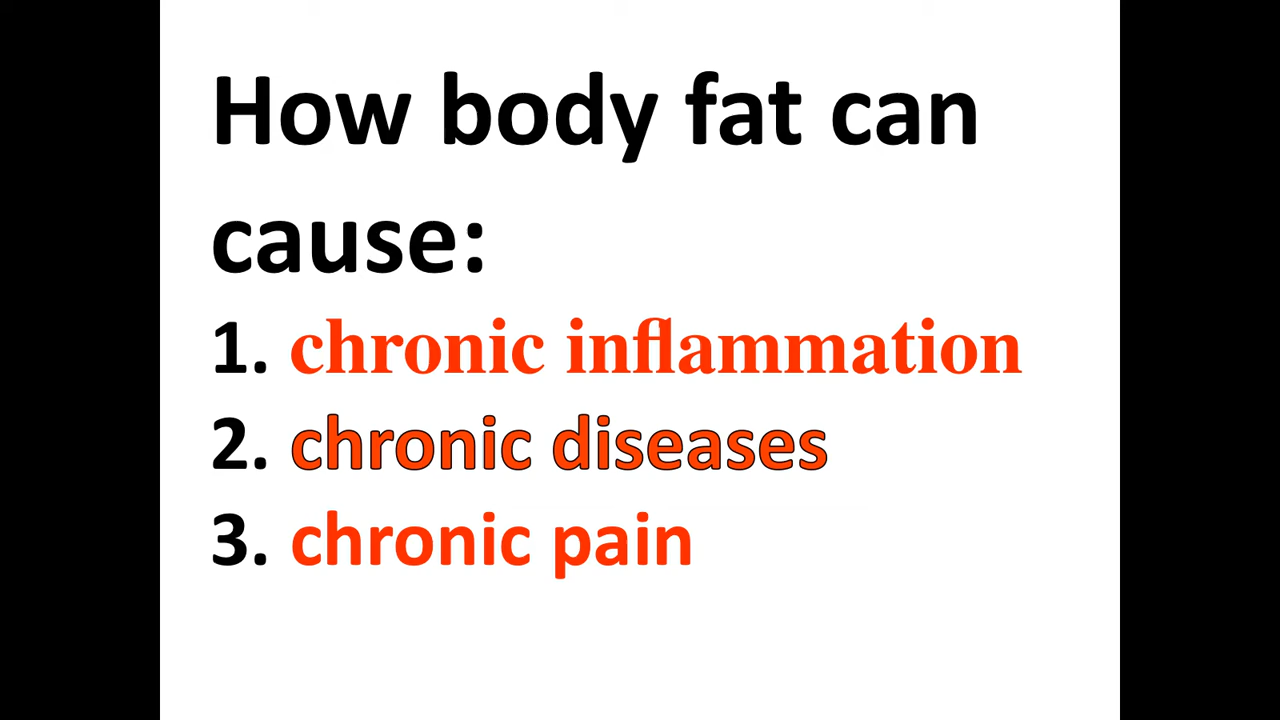 How body fat can
cause:
1. chronic inflammation
2. chronic diseases
3. chronic pain